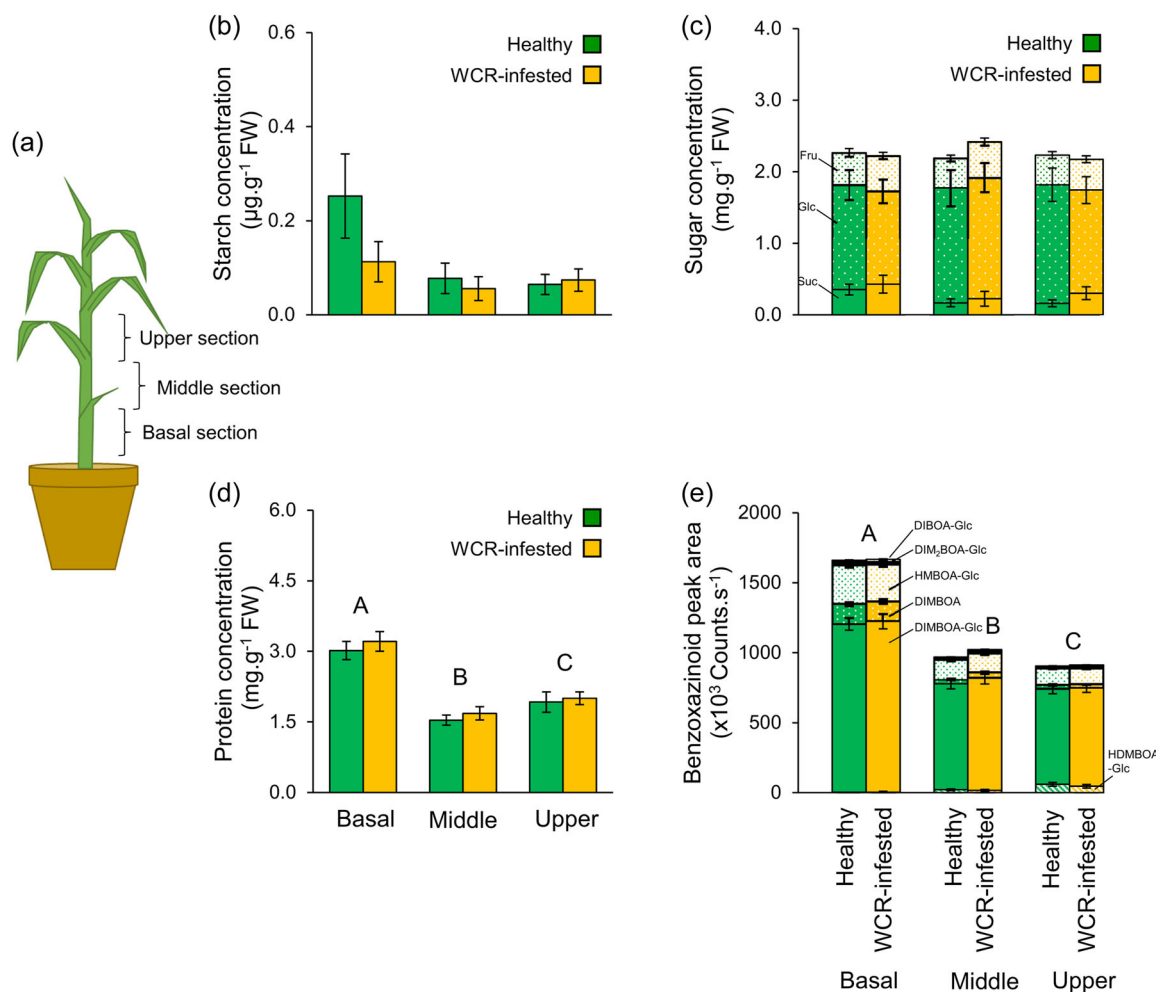 (a)
Upper section
Middle section
Basal section
(b)
Starch concentration
(µg.g⁻¹ FW)
0.6
0.4
0.2
0.0
Healthy
WCR-infested
(c)
Sugar concentration
(mg.g⁻¹ FW)
4.0
3.0
2.0
1.0
0.0
Healthy
WCR-infested
Fru
Glc
Suc
(d)
Protein concentration
(mg.g⁻¹ FW)
6.0
4.5
3.0
1.5
0.0
Healthy
WCR-infested
A
B
C
Basal
Middle
Upper
(e)
Benzoxazinoid peak area
(x10³ Counts.s⁻¹)
2000
1500
1000
500
0
A
B
C
DIBOA-Glc
DIM₂BOA-Glc
HMBOA-Glc
DIMBOA
DIMBOA-Glc
HDMBOA
-Glc
Healthy
WCR-infested
Healthy
WCR-infested
Healthy
WCR-infested
Basal
Middle
Upper